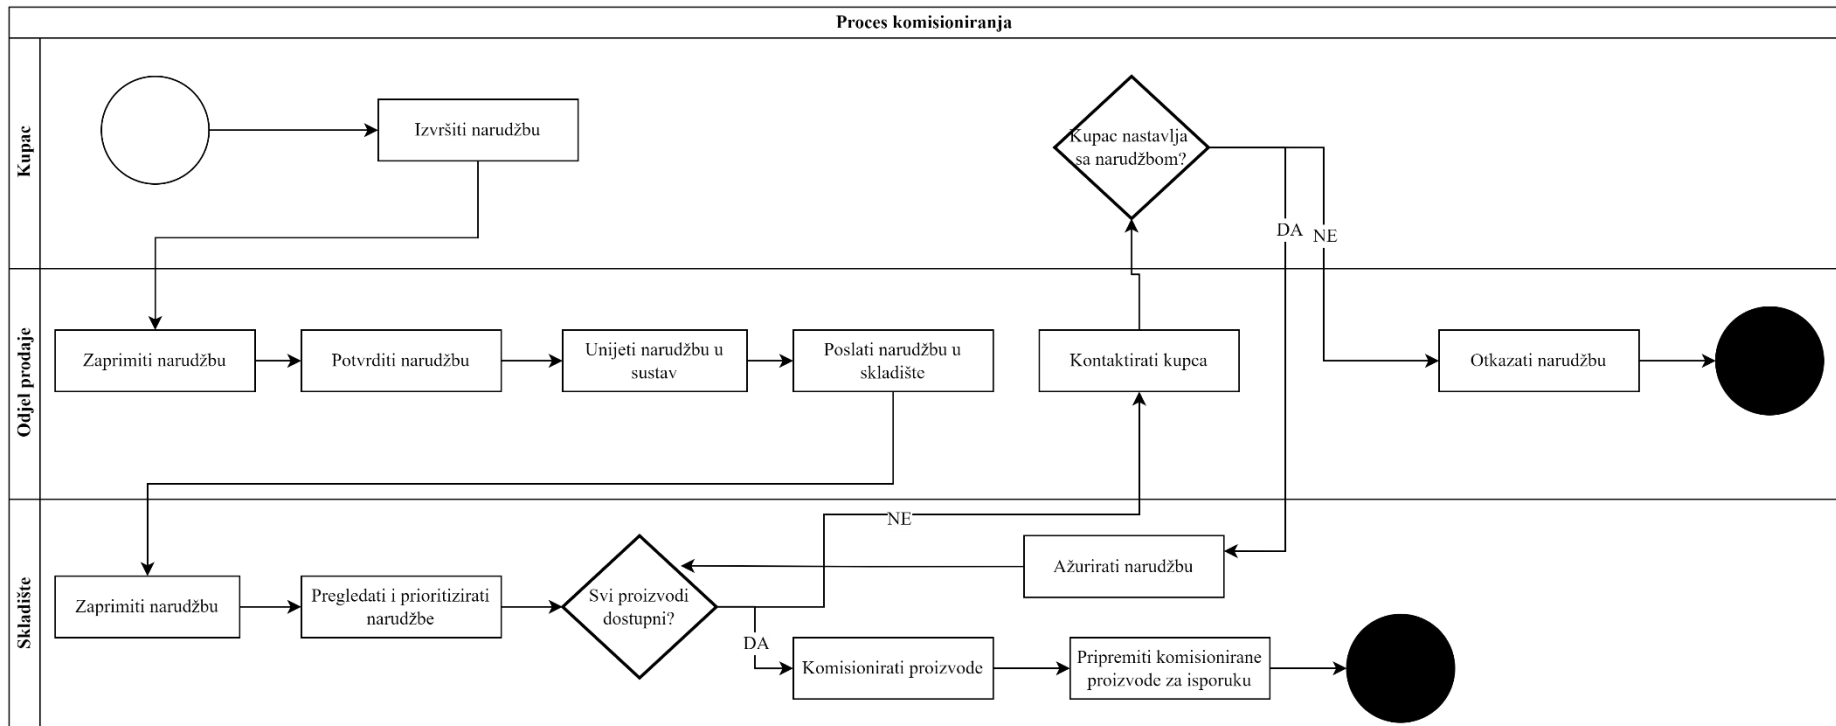 Proces komisioniranja
Kupac
Izvršiti narudžbu
Kupac nastavlja
sa narudžbom?
DA
NE
Odjel prodaje
Zaprimiti narudžbu
Potvrditi narudžbu
Unijeti narudžbu u
sustav
Poslati narudžbu u
skladište
Kontaktirati kupca
Otkazati narudžbu
Skladište
Zaprimiti narudžbu
Pregledati i prioritizirati
narudžbe
Svi proizvodi
dostupni?
NE
Ažurirati narudžbu
DA
Komisionirati proizvode
Pripremiti komisionirane
proizvode za isporuku